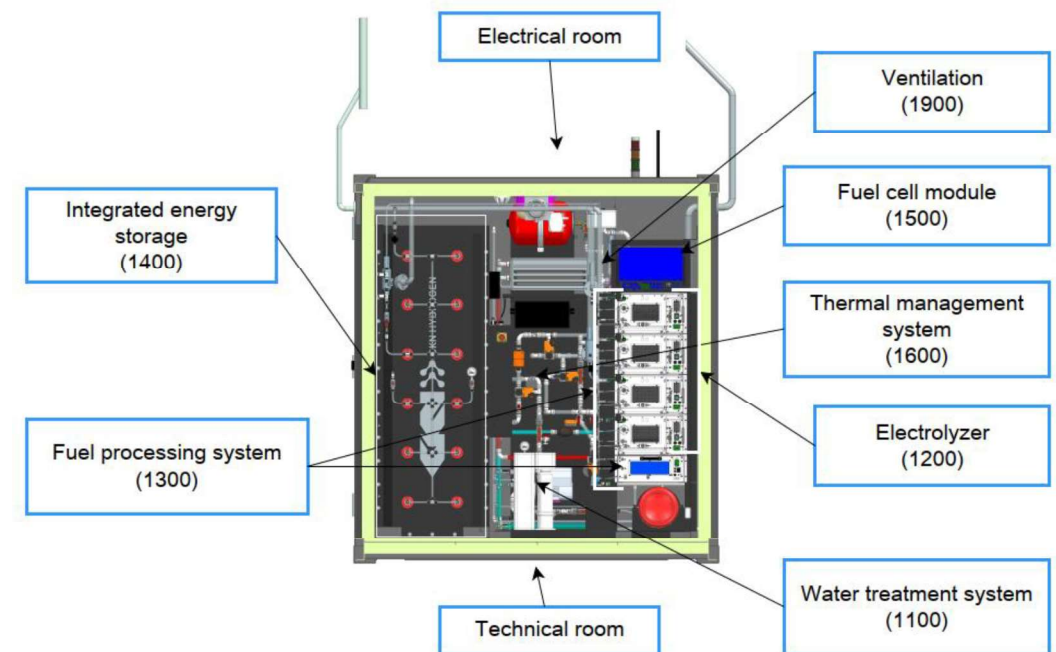 Electrical room
Ventilation
(1900)
Fuel cell module
(1500)
Integrated energy
storage
(1400)
Thermal management
system
(1600)
Electrolyzer
(1200)
Fuel processing system
(1300)
Water treatment system
(1100)
Technical room
HYDROGEN